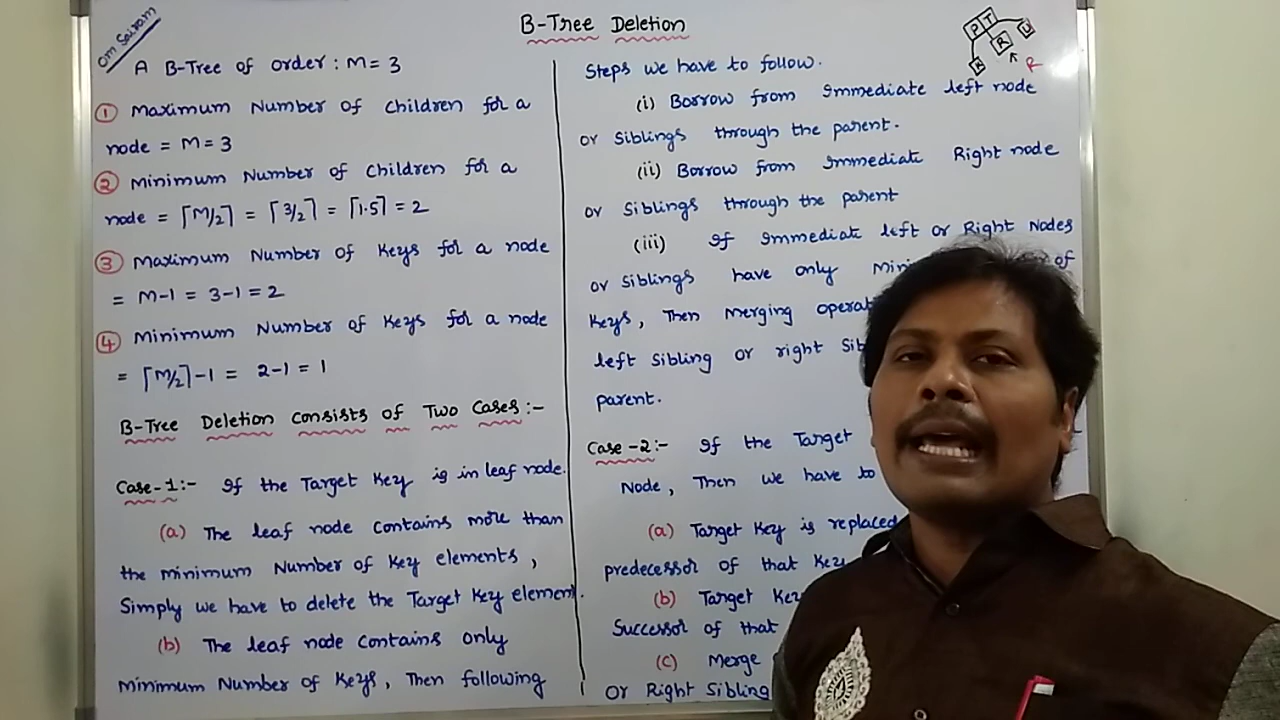 Om Sairam
B-Tree Deletion
A B-Tree of order : M = 3
① Maximum Number of children for a
node = M = 3
② Minimum Number of children for a
node = ⌈M/2⌉ = ⌈3/2⌉ = ⌈1.5⌉ = 2
③ Maximum Number of Keys for a node
= M-1 = 3-1 = 2
④ Minimum Number of Keys for a node
= ⌈M/2⌉-1 = 2-1 = 1
B-Tree Deletion consists of Two Cases:-
Case-1:- If the Target Key is in leaf node.
(a) The leaf node contains more than
the minimum Number of Key elements,
Simply we have to delete the Target Key element.
(b) The leaf node contains only
minimum Number of Keys, Then following
Steps we have to follow.
(i) Borrow from Immediate left node
or Siblings through the parent.
(ii) Borrow from Immediate Right node
or Siblings through the parent
(iii) If Immediate left or Right Nodes
or Siblings have only of
Keys, Then Merging
left Sibling or right
parent.
Case-2:- If the Target
Node, Then we have to
(a) Target Key is replaced
predecessor of that Key
(b) Target Key
Successor of that
(c) Merge
Or Right Sibling
P T
R
U
R